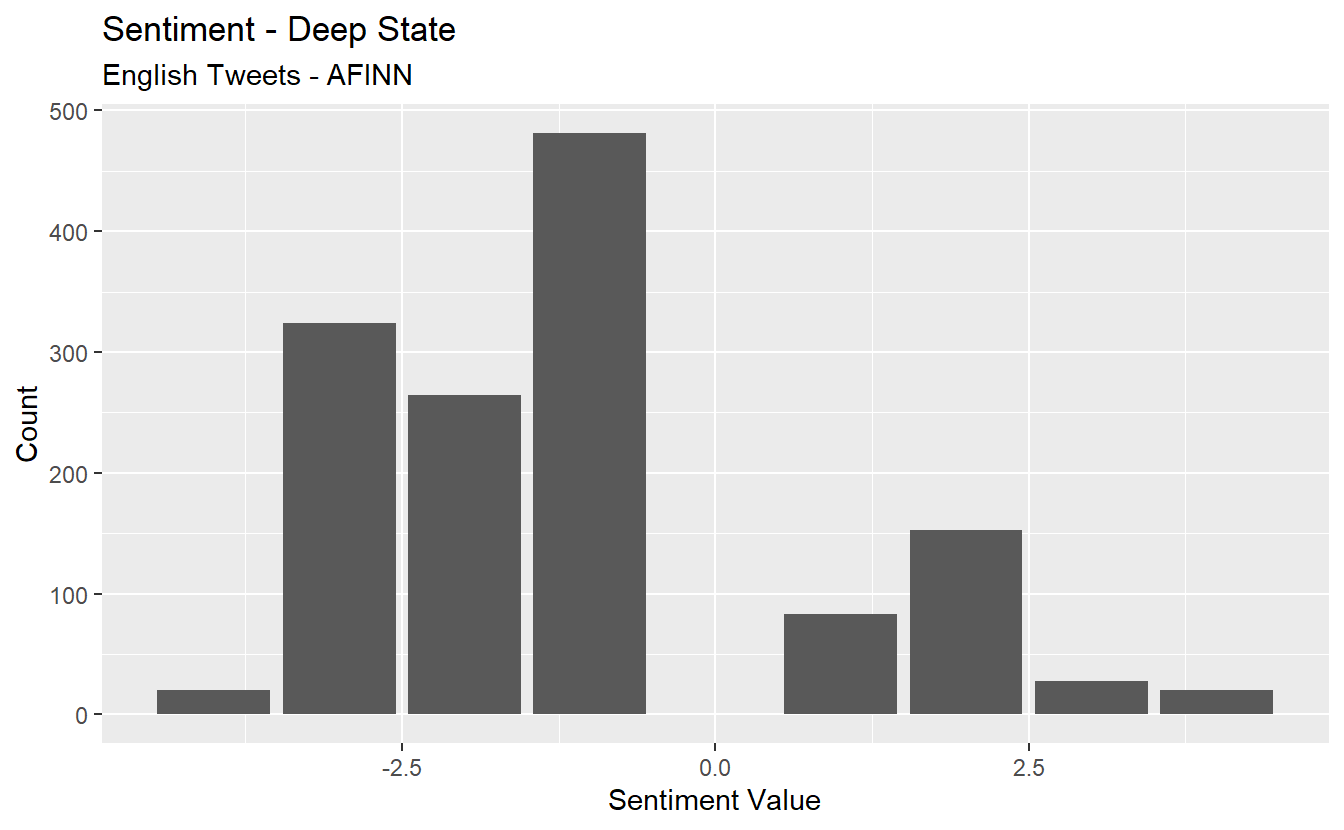 Sentiment - Deep State
English Tweets - AFINN
500
400
300
200
100
0
Count
-2.5
0.0
2.5
Sentiment Value